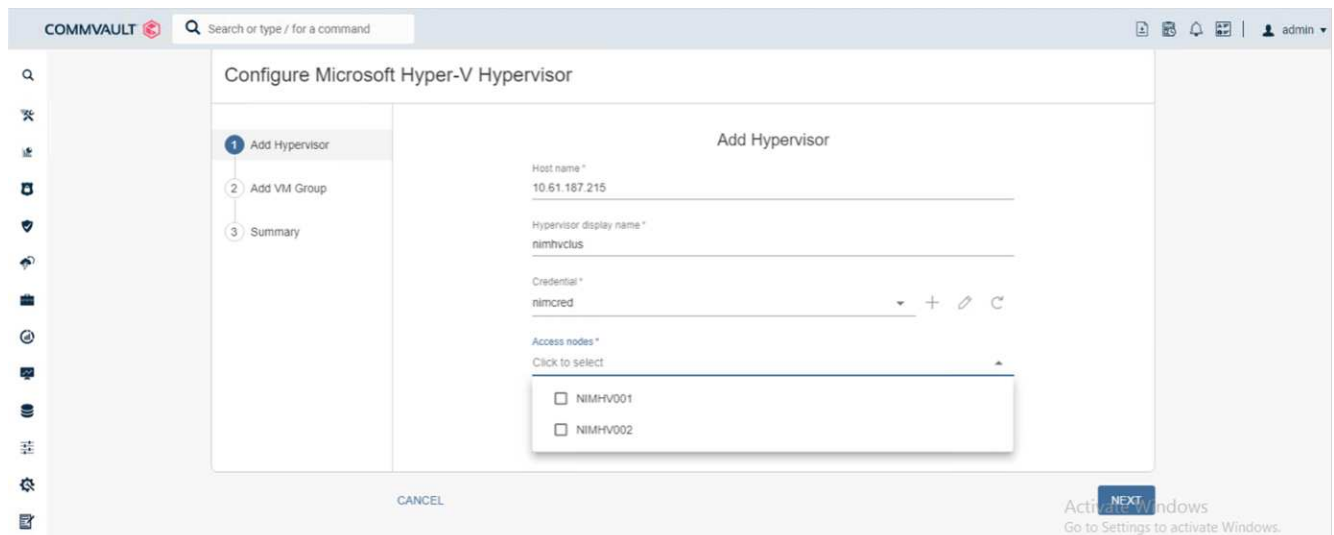 COMMVAULT
Search or type / for a command
admin
Configure Microsoft Hyper-V Hypervisor
1 Add Hypervisor
2 Add VM Group
3 Summary
Add Hypervisor
Host name *
10.61.187.215
Hypervisor display name *
nimhvclus
Credential *
nimcred
Access nodes *
Click to select
NIMHV001
NIMHV002
CANCEL
NEXT
Activate Windows
Go to Settings to activate Windows.